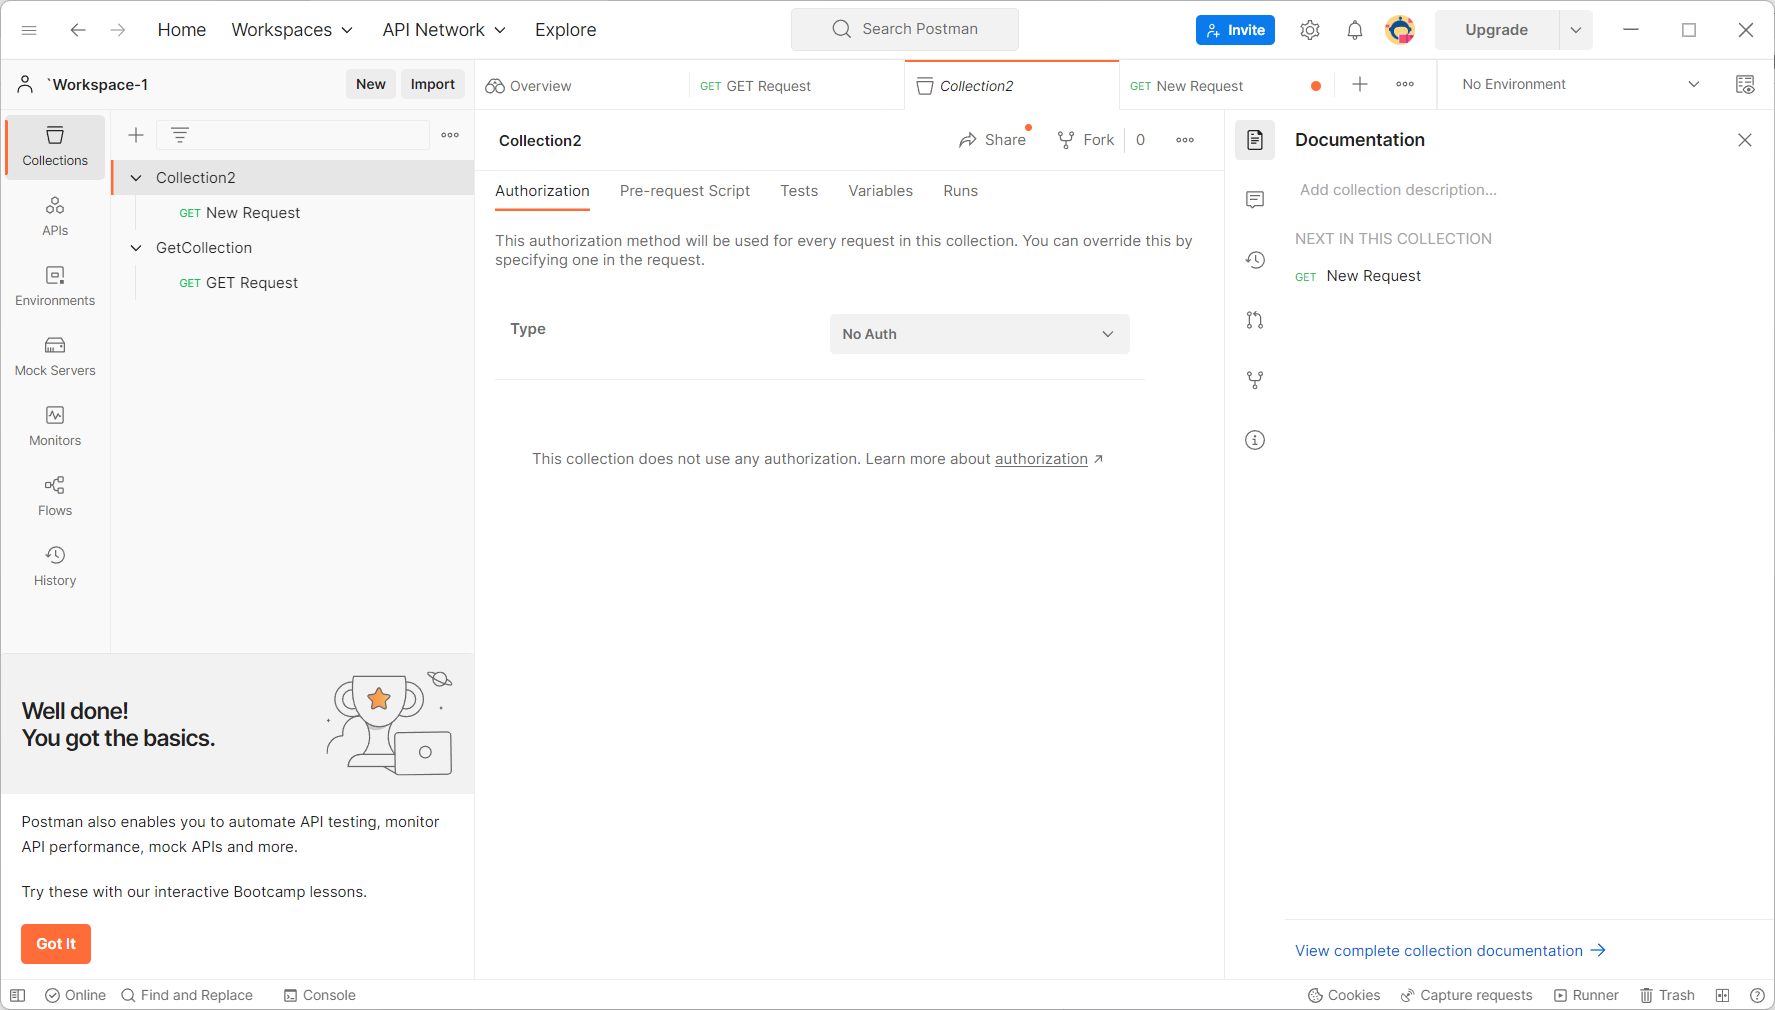 Home Workspaces API Network Explore Search Postman Invite Upgrade
`Workspace-1 New Import Overview GET GET Request Collection2 GET New Request No Environment
Collections
APIs
Environments
Mock Servers
Monitors
Flows
History
Collection2
GET New Request
GetCollection
GET GET Request
Well done!
You got the basics.
Postman also enables you to automate API testing, monitor
API performance, mock APIs and more.
Try these with our interactive Bootcamp lessons.
Got It
Collection2 Share Fork 0
Authorization Pre-request Script Tests Variables Runs
This authorization method will be used for every request in this collection. You can override this by
specifying one in the request.
Type No Auth
This collection does not use any authorization. Learn more about authorization
Documentation
Add collection description...
NEXT IN THIS COLLECTION
GET New Request
View complete collection documentation
Online Find and Replace Console Cookies Capture requests Runner Trash